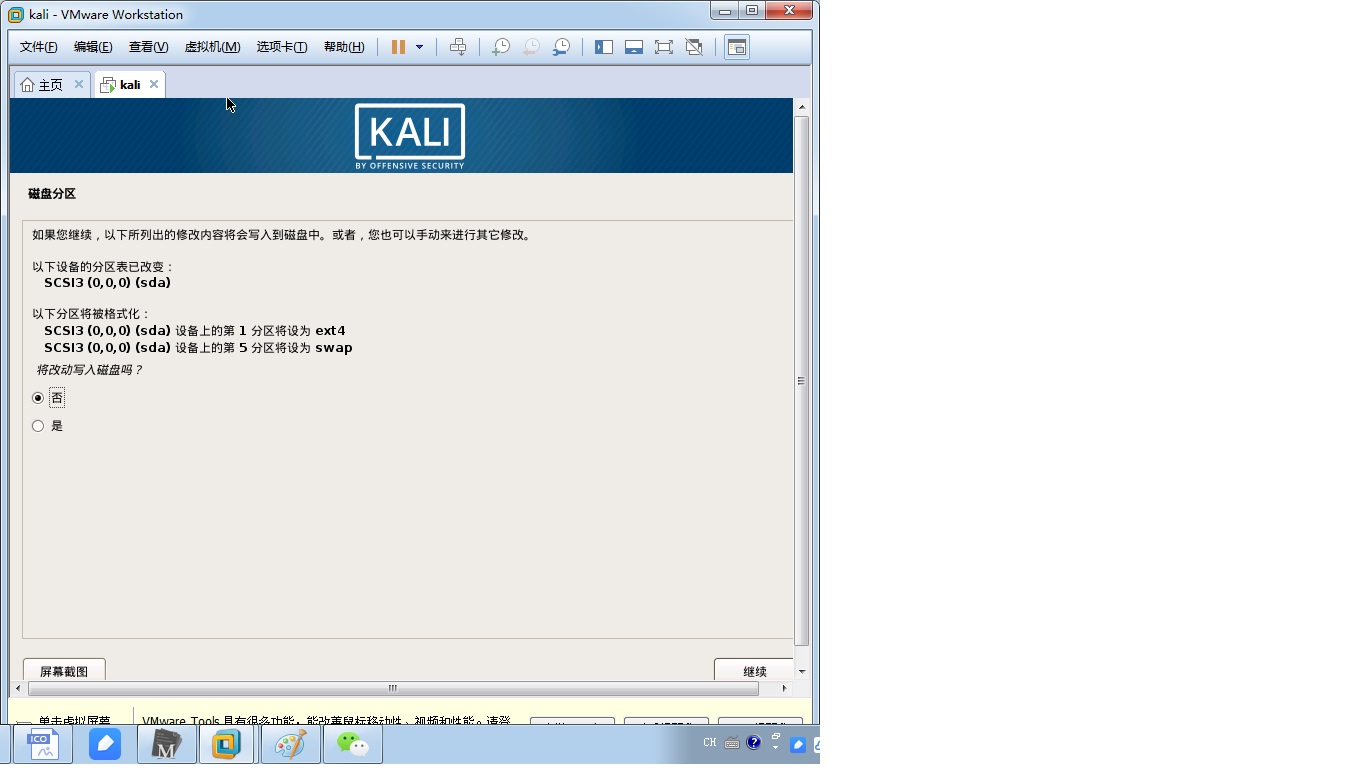 kali - VMware Workstation
文件(F) 编辑(E) 查看(V) 虚拟机(M) 选项卡(T) 帮助(H)
主页 kali
KALI
BY OFFENSIVE SECURITY
磁盘分区
如果您继续，以下所列出的修改内容将会写入到磁盘中。或者，您也可以手动来进行其它修改。
以下设备的分区表已改变：
SCSI3 (0,0,0) (sda)
以下分区将被格式化：
SCSI3 (0,0,0) (sda) 设备上的第 1 分区将设为 ext4
SCSI3 (0,0,0) (sda) 设备上的第 5 分区将设为 swap
将改动写入磁盘吗？
否
是
屏幕截图 继续
单击虚拟屏幕 VMware Tools 具有很多功能，能改善鼠标移动性、视频和性能。请登
ICO M CH